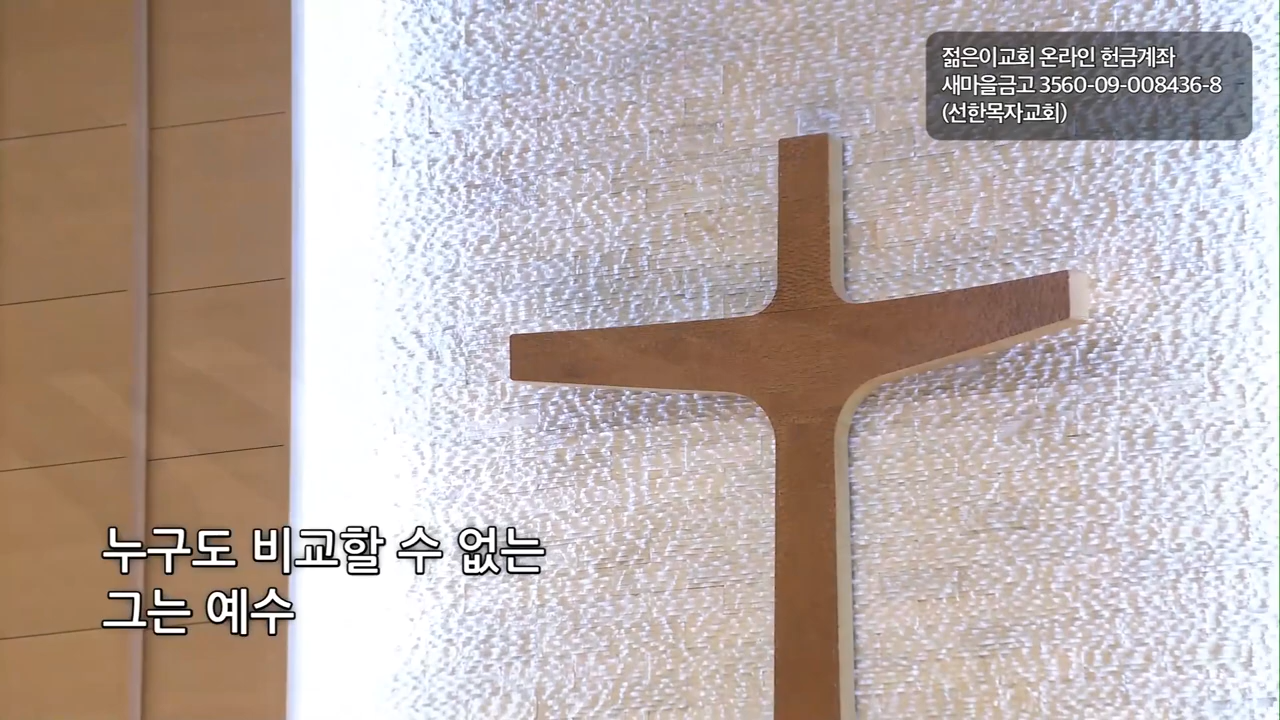 젊은이교회 온라인 헌금계좌
새마을금고 3560-09-008436-8
(선한목자교회)
누구도 비교할 수 없는
그는 예수